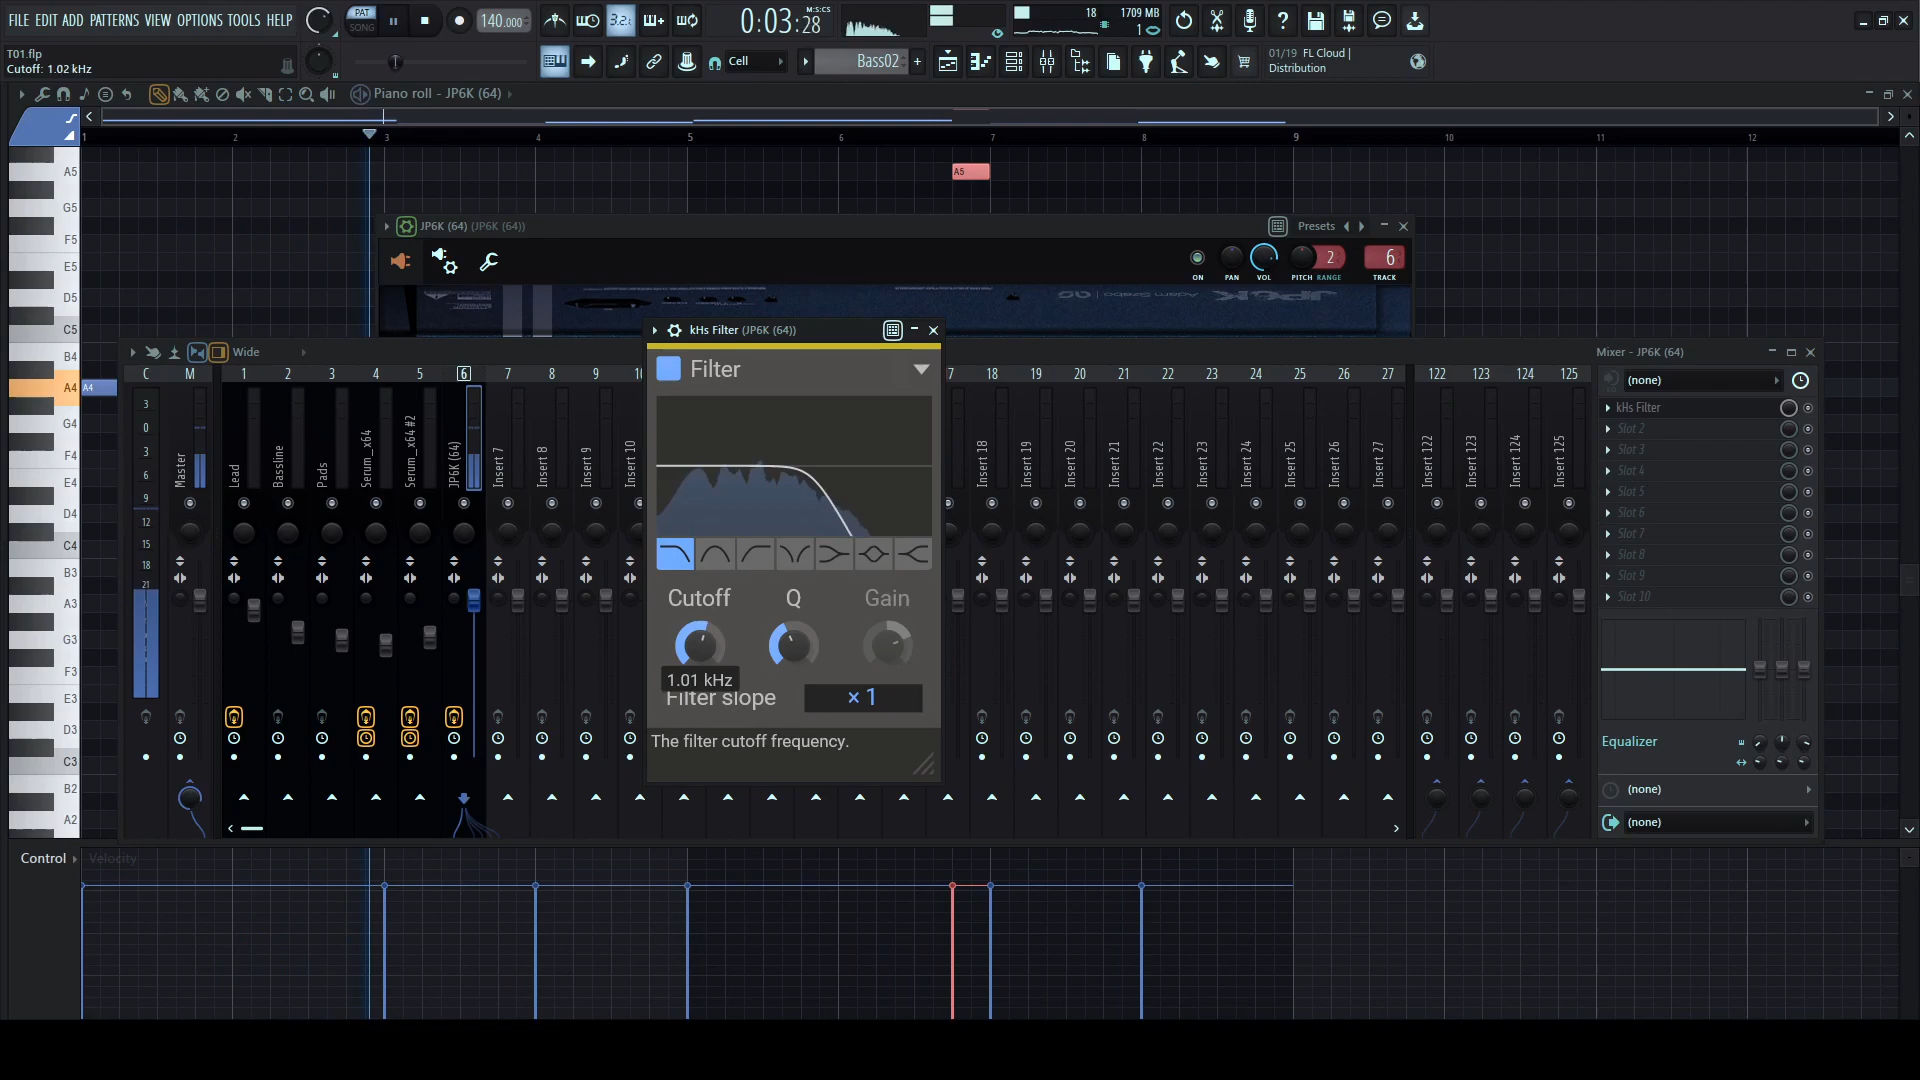 FILE EDIT ADD PATTERNS VIEW OPTIONS TOOLS HELP
PAT
SONG
140.000
3.2.
0:03:28
M:S:CS
18
1709 MB
1
T01.flp
Cutoff: 1.02 kHz
Cell
Bass02
01/19 FL Cloud |
Distribution
Piano roll - JP6K (64)
1 2 3 4 5 6 7 8 9 10 11 12
A5
G5
F5
E5
D5
C5
B4
A4
G4
F4
E4
D4
C4
B3
A3
G3
F3
E3
D3
C3
B2
A2
A5
A4
JP6K (64) (JP6K (64))
Presets
2
6
ON PAN VOL PITCH RANGE TRACK
Adam Szabo
Wide
Mixer - JP6K (64)
C M 1 2 3 4 5 6 7 8 9 10
17 18 19 20 21 22 23 24 25 26 27 122 123 124 125
3
0
3
6
9
12
15
18
21
Master
Lead
Bassline
Pads
Serum_x64
Serum_x64 #2
JP6K (64)
Insert 7
Insert 8
Insert 9
Insert 10
Insert 18
Insert 19
Insert 20
Insert 21
Insert 22
Insert 23
Insert 24
Insert 25
Insert 26
Insert 27
Insert 122
Insert 123
Insert 124
Insert 125
kHs Filter (JP6K (64))
Filter
Cutoff Q Gain
1.01 kHz
Filter slope × 1
The filter cutoff frequency.
(none)
kHs Filter
Slot 2
Slot 3
Slot 4
Slot 5
Slot 6
Slot 7
Slot 8
Slot 9
Slot 10
Equalizer
(none)
(none)
Control
Velocity